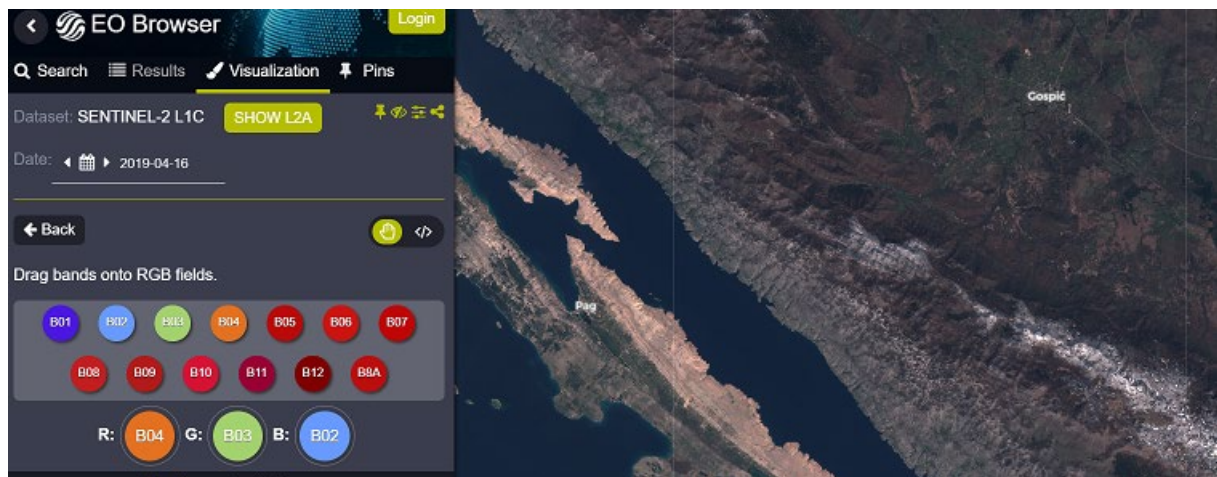 EO Browser
Login
Search Results Visualization Pins
Dataset: SENTINEL-2 L1C SHOW L2A
Date: 2019-04-16
Back </>
Drag bands onto RGB fields.
B01 B02 B03 B04 B05 B06 B07
B08 B09 B10 B11 B12 B8A
R: B04 G: B03 B: B02
Gospić
Pag